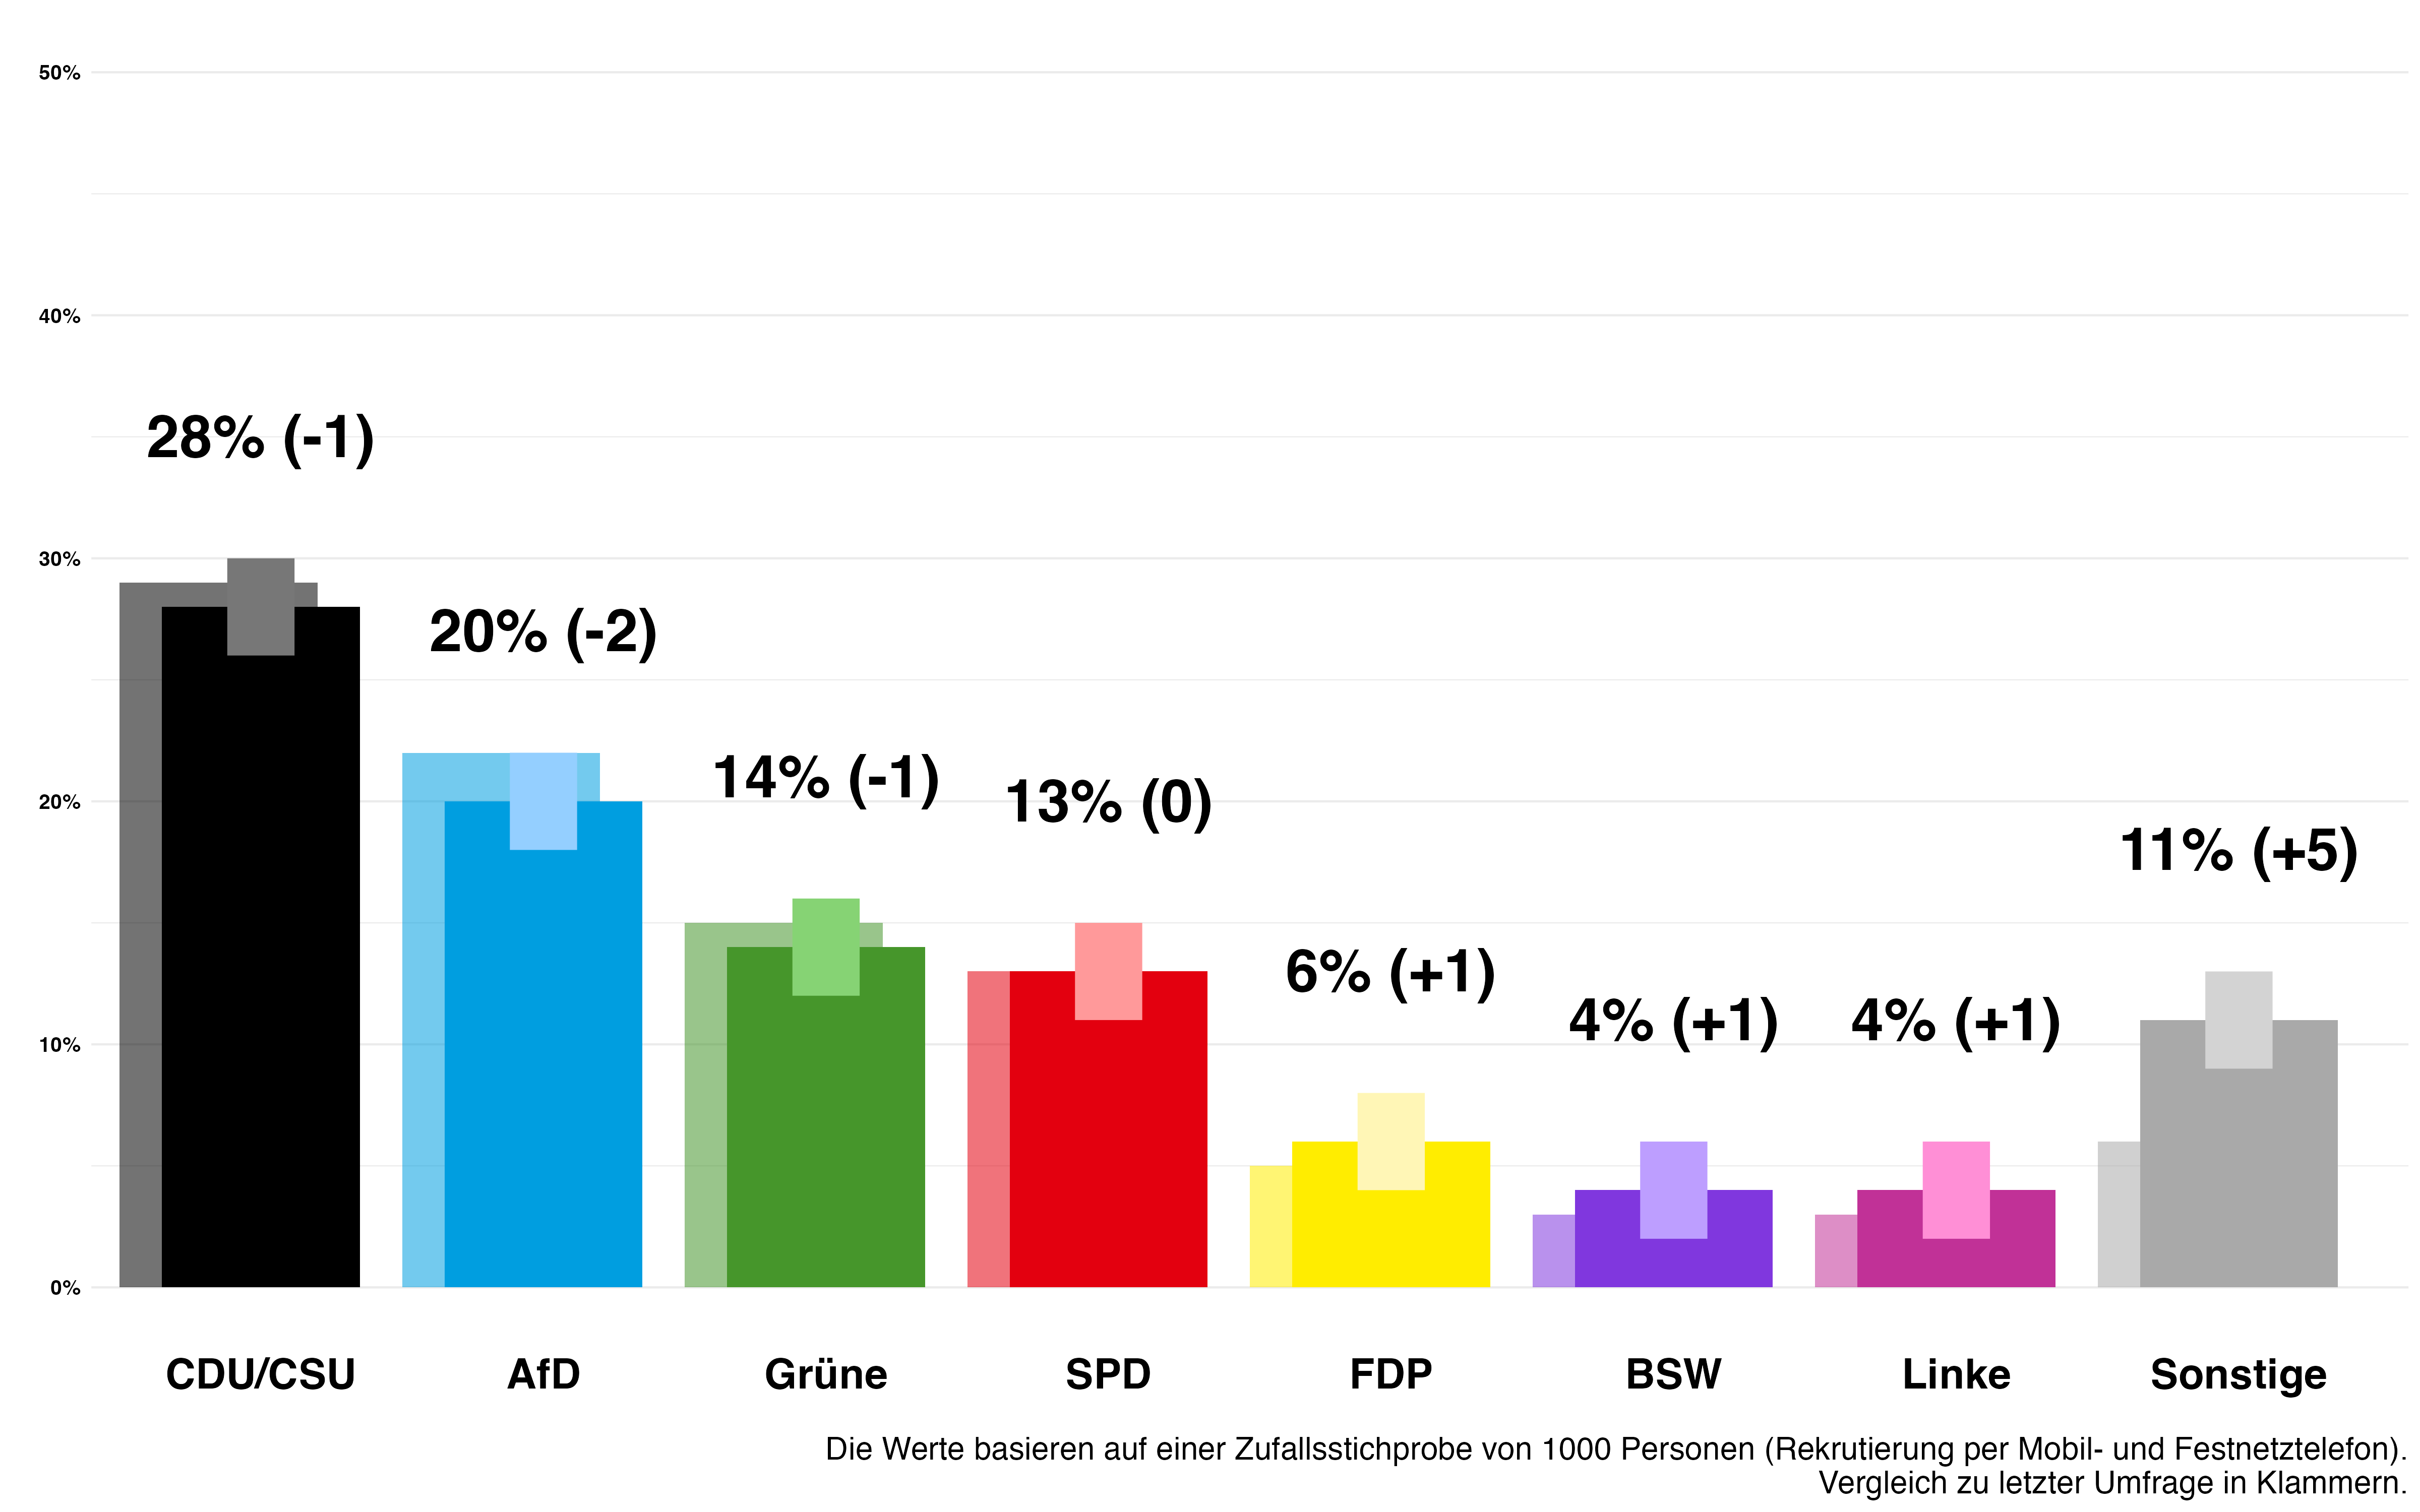 50%
40%
30%
20%
10%
0%
28% (-1)
20% (-2)
14% (-1)
13% (0)
6% (+1)
4% (+1)
4% (+1)
11% (+5)
CDU/CSU
AfD
Grüne
SPD
FDP
BSW
Linke
Sonstige
Die Werte basieren auf einer Zufallsstichprobe von 1000 Personen (Rekrutierung per Mobil- und Festnetztelefon).
Vergleich zu letzter Umfrage in Klammern.